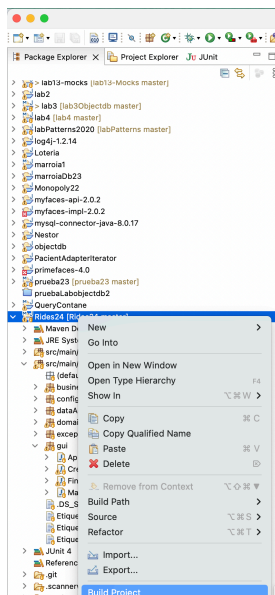 Package Explorer
Project Explorer
JUnit
> lab13-mocks [lab13-Mocks master]
lab2
> lab3 [lab3Objectdb master]
lab4 [lab4 master]
labPatterns2020 [labPatterns master]
log4j-1.2.14
Loteria
marroia1
marroiaDb23
Monopoly22
myfaces-api-2.0.2
myfaces-impl-2.0.2
mysql-connector-java-8.0.17
Nestor
objectdb
PacientAdapterIterator
primefaces-4.0
prueba23 [prueba23 master]
pruebaLabobjectdb2
QueryContane
Rides24 [Rides24 master]
Maven D
JRE Syste
src/main/
src/main/
(defau
busine
config
dataA
domai
excep
gui
Ap
Cre
Fin
Ma
.DS_S
Etique
Etique
Etique
JUnit 4
Referenc
.git
.scanner
New
Go Into
Open in New Window
Open Type Hierarchy F4
Show In ⌥⌘W
Copy ⌘C
Copy Qualified Name
Paste ⌘V
Delete ⌦
Remove from Context ⌥⇧⌘▼
Build Path
Source ⌥⌘S
Refactor ⌥⌘T
Import...
Export...
Build Project